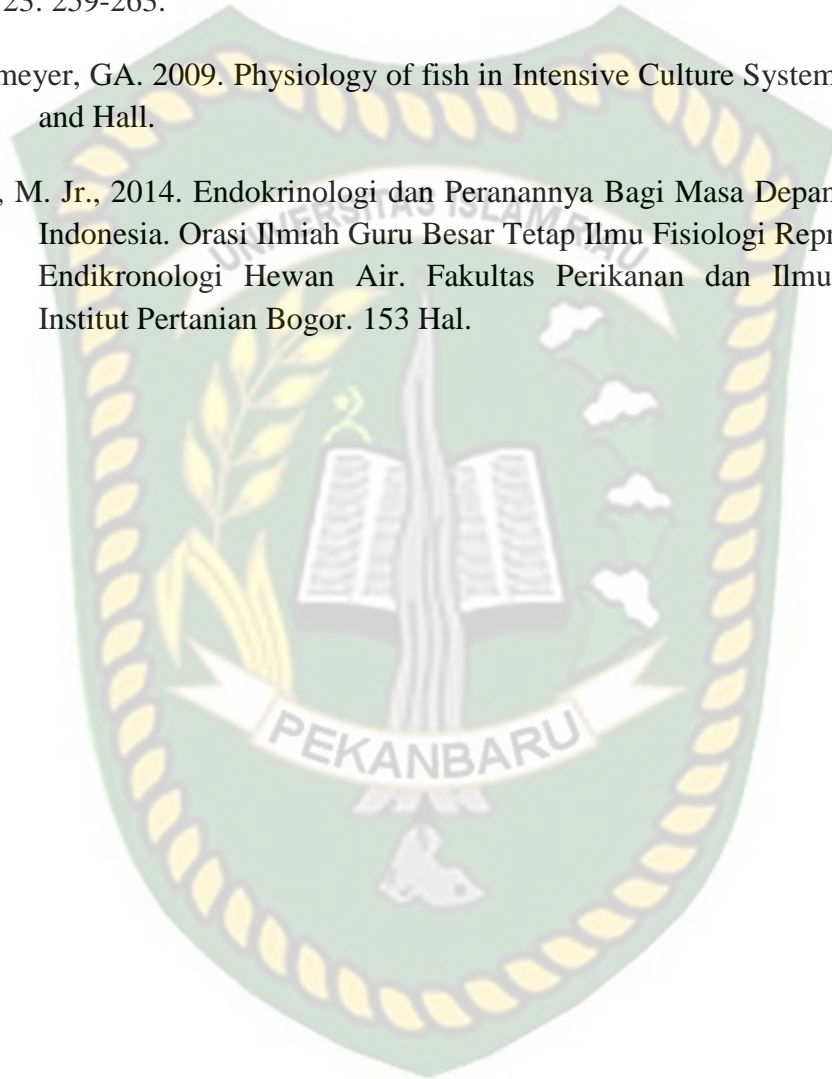 23. 259-263.
meyer, GA. 2009. Physiology of fish in Intensive Culture System
and Hall.
, M. Jr., 2014. Endokrinologi dan Peranannya Bagi Masa Depan
Indonesia. Orasi Ilmiah Guru Besar Tetap Ilmu Fisiologi Repr
Endikronologi Hewan Air. Fakultas Perikanan dan Ilmu
Institut Pertanian Bogor. 153 Hal.
UNIVERSITAS ISLAM RIAU
PEKANBARU